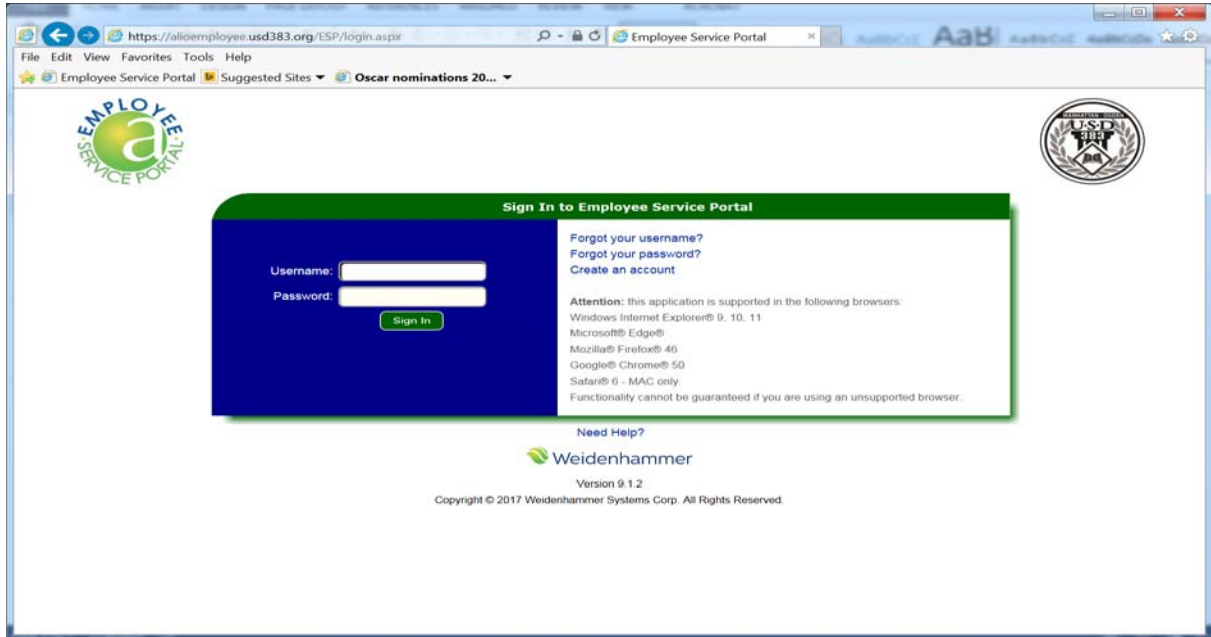 https://alioemployee.usd383.org/ESP/login.aspx
Employee Service Portal
AaB
File Edit View Favorites Tools Help
Employee Service Portal Suggested Sites Oscar nominations 20...
EMPLOYEE
a
SERVICE PORTAL
MANHATTAN - OGDEN
U·S·D
383
Sign In to Employee Service Portal
Username:
Password:
Sign In
Forgot your username?
Forgot your password?
Create an account
Attention: this application is supported in the following browsers:
Windows Internet Explorer® 9, 10, 11
Microsoft® Edge®
Mozilla® Firefox® 46
Google® Chrome® 50
Safari® 6 - MAC only.
Functionality cannot be guaranteed if you are using an unsupported browser.
Need Help?
Weidenhammer
Version 9.1.2
Copyright © 2017 Weidenhammer Systems Corp. All Rights Reserved.